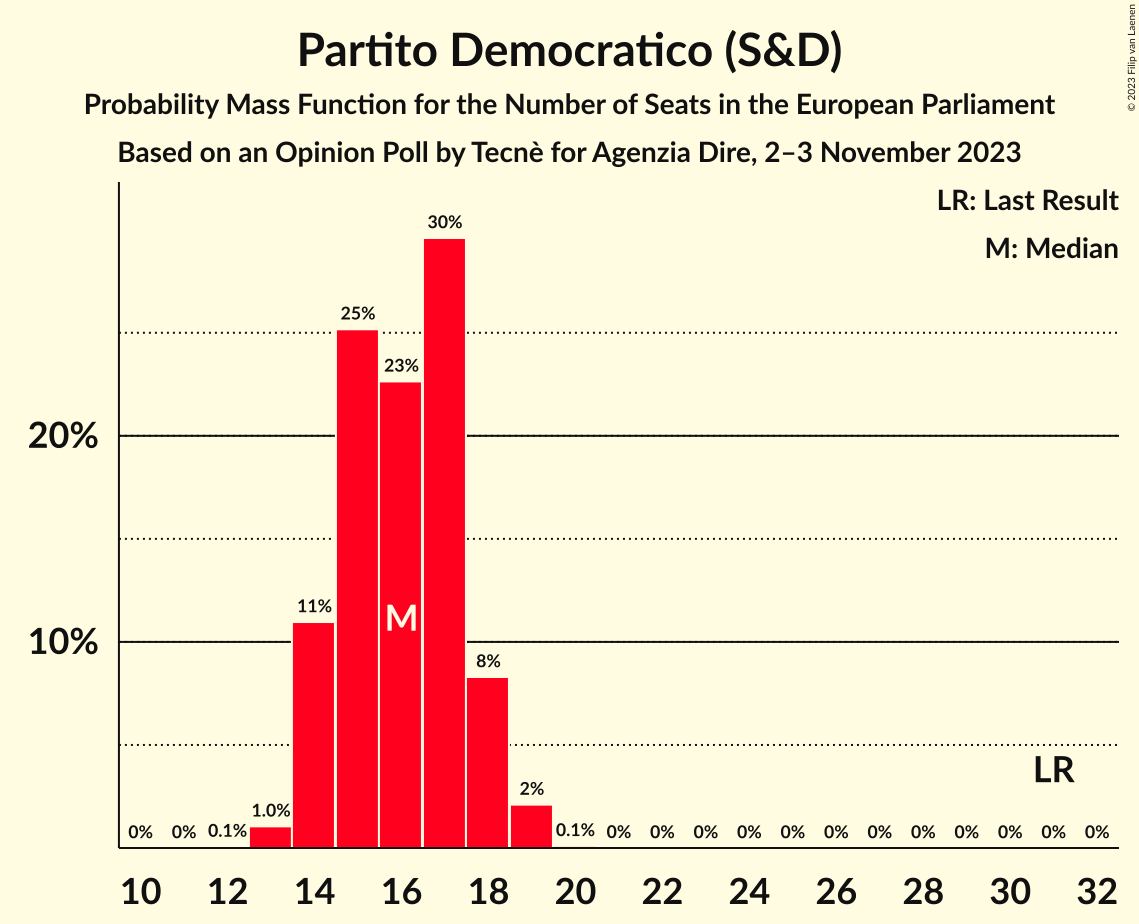 Partito Democratico (S&D)
Probability Mass Function for the Number of Seats in the European Parliament
Based on an Opinion Poll by Tecnè for Agenzia Dire, 2–3 November 2023
© 2023 Filip van Laenen
LR: Last Result
M: Median
30%
25%
23%
20%
11%
M
10%
8%
LR
2%
1.0%
0% 0% 0.1% 0.1% 0% 0% 0% 0% 0% 0% 0% 0% 0% 0% 0% 0%
10 12 14 16 18 20 22 24 26 28 30 32